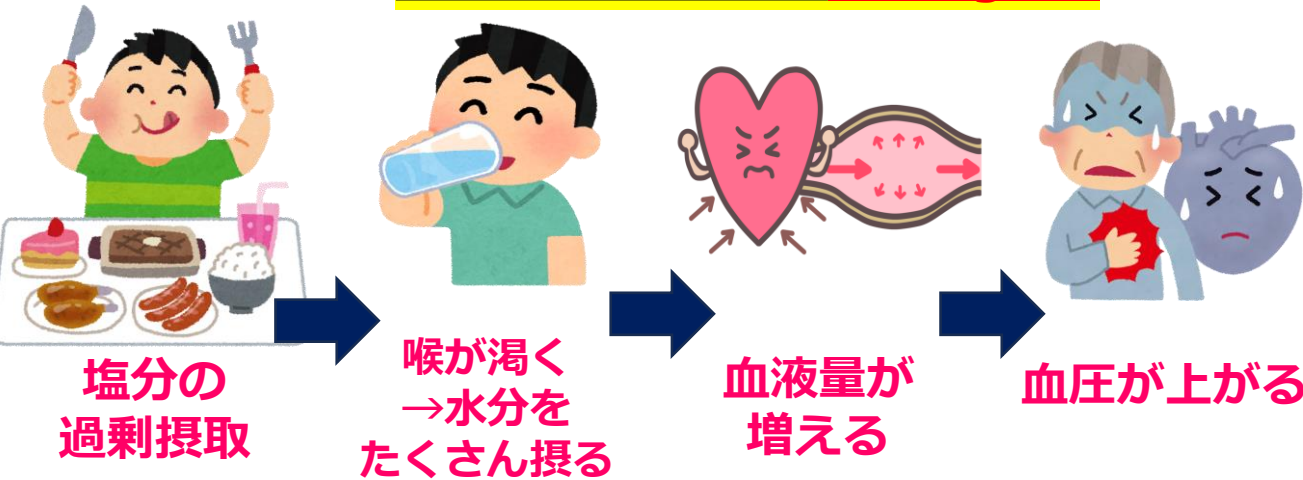 塩分の
過剰摂取
喉が渇く
→水分を
たくさん摂る
血液量が
増える
血圧が上がる